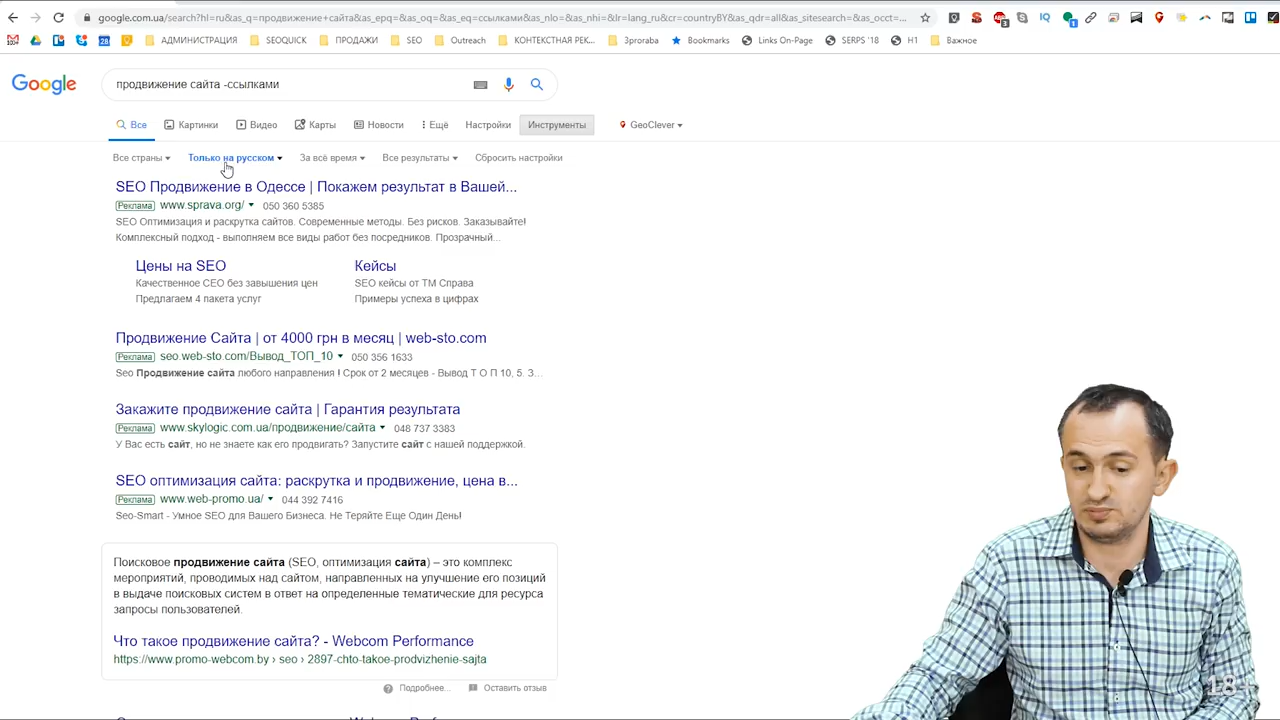 google.com.ua/search?hl=ru&as_q=продвижение+сайта&as_epq=&as_oq=&as_eq=ссылками&as_nlo=&as_nhi=&lr=lang_ru&cr=countryBY&as_qdr=all&as_sitesearch=&as_occt=...
АДМИНИСТРАЦИЯ SEOQUICK ПРОДАЖИ SEO Outreach КОНТЕКСТНАЯ РЕК... 3proraba Bookmarks Links On-Page SERPS '18 H1 Важное
Google
продвижение сайта -ссылками
Все Картинки Видео Карты Новости Ещё Настройки Инструменты GeoClever
Все страны Только на русском За всё время Все результаты Сбросить настройки
SEO Продвижение в Одессе | Покажем результат в Вашей...
Реклама www.sprava.org/ 050 360 5385
SEO Оптимизация и раскрутка сайтов. Современные методы. Без рисков. Заказывайте!
Комплексный подход - выполняем все виды работ без посредников. Прозрачный...
Цены на SEO
Качественное СЕО без завышения цен
Предлагаем 4 пакета услуг
Кейсы
SEO кейсы от ТМ Справа
Примеры успеха в цифрах
Продвижение Сайта | от 4000 грн в месяц | web-sto.com
Реклама seo.web-sto.com/Вывод_ТОП_10 050 356 1633
Seo Продвижение сайта любого направления ! Срок от 2 месяцев - Вывод Т О П 10, 5. З...
Закажите продвижение сайта | Гарантия результата
Реклама www.skylogic.com.ua/продвижение/сайта 048 737 3383
У Вас есть сайт, но не знаете как его продвигать? Запустите сайт с нашей поддержкой.
SEO оптимизация сайта: раскрутка и продвижение, цена в...
Реклама www.web-promo.ua/ 044 392 7416
Seo-Smart - Умное SEO для Вашего Бизнеса. Не Теряйте Еще Один День!
Поисковое продвижение сайта (SEO, оптимизация сайта) – это комплекс
мероприятий, проводимых над сайтом, направленных на улучшение его позиций
в выдаче поисковых систем в ответ на определенные тематические для ресурса
запросы пользователей.
Что такое продвижение сайта? - Webcom Performance
https://www.promo-webcom.by › seo › 2897-chto-takoe-prodvizhenie-sajta
Подробнее... Оставить отзыв
18